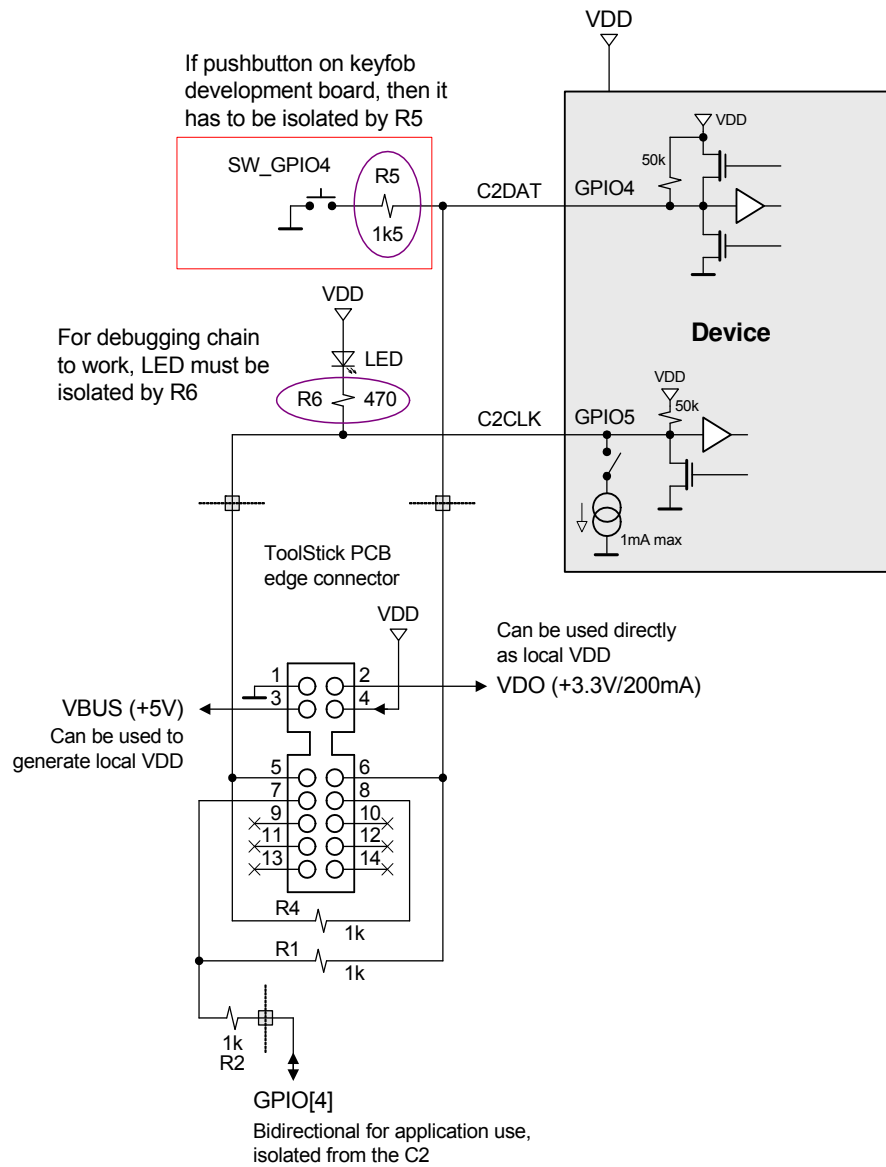 VDD
If pushbutton on keyfob
development board, then it
has to be isolated by R5
SW_GPIO4
R5
1k5
C2DAT
GPIO4
50k
VDD
Device
VDD
For debugging chain
to work, LED must be
isolated by R6
LED
R6
470
C2CLK
GPIO5
VDD
50k
1mA max
ToolStick PCB
edge connector
VDD
Can be used directly
as local VDD
VDO (+3.3V/200mA)
VBUS (+5V)
Can be used to
generate local VDD
1
2
3
4
5
6
7
8
9
10
11
12
13
14
R4
1k
R1
1k
1k
R2
GPIO[4]
Bidirectional for application use,
isolated from the C2